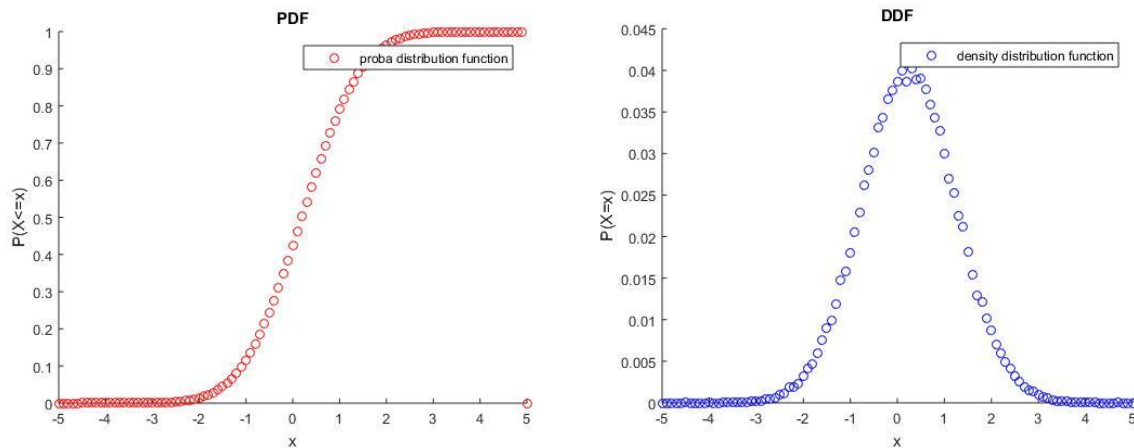 PDF
proba distribution function
1
0.9
0.8
0.7
0.6
0.5
0.4
0.3
0.2
0.1
0
P(X<=x)
-5 -4 -3 -2 -1 0 1 2 3 4 5
x
DDF
density distribution function
0.045
0.04
0.035
0.03
0.025
0.02
0.015
0.01
0.005
0
P(X=x)
-5 -4 -3 -2 -1 0 1 2 3 4 5
x